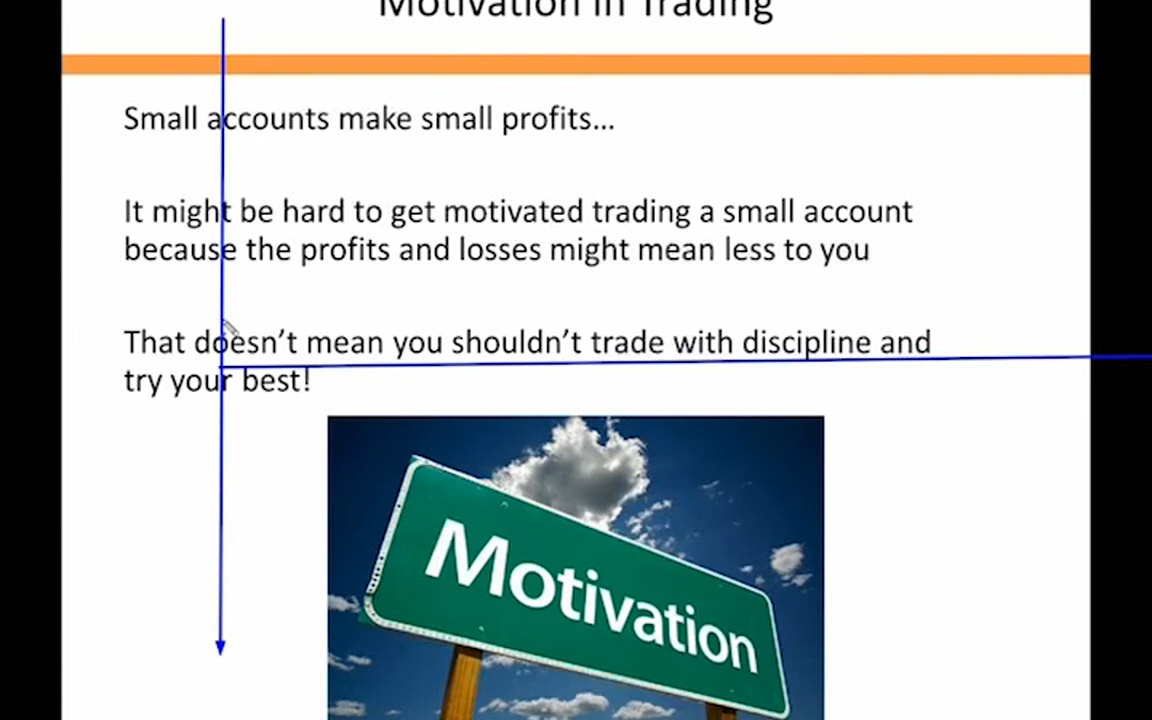 Motivation in Trading
Small accounts make small profits...
It might be hard to get motivated trading a small account
because the profits and losses might mean less to you
That doesn't mean you shouldn't trade with discipline and
try your best!
Motivation